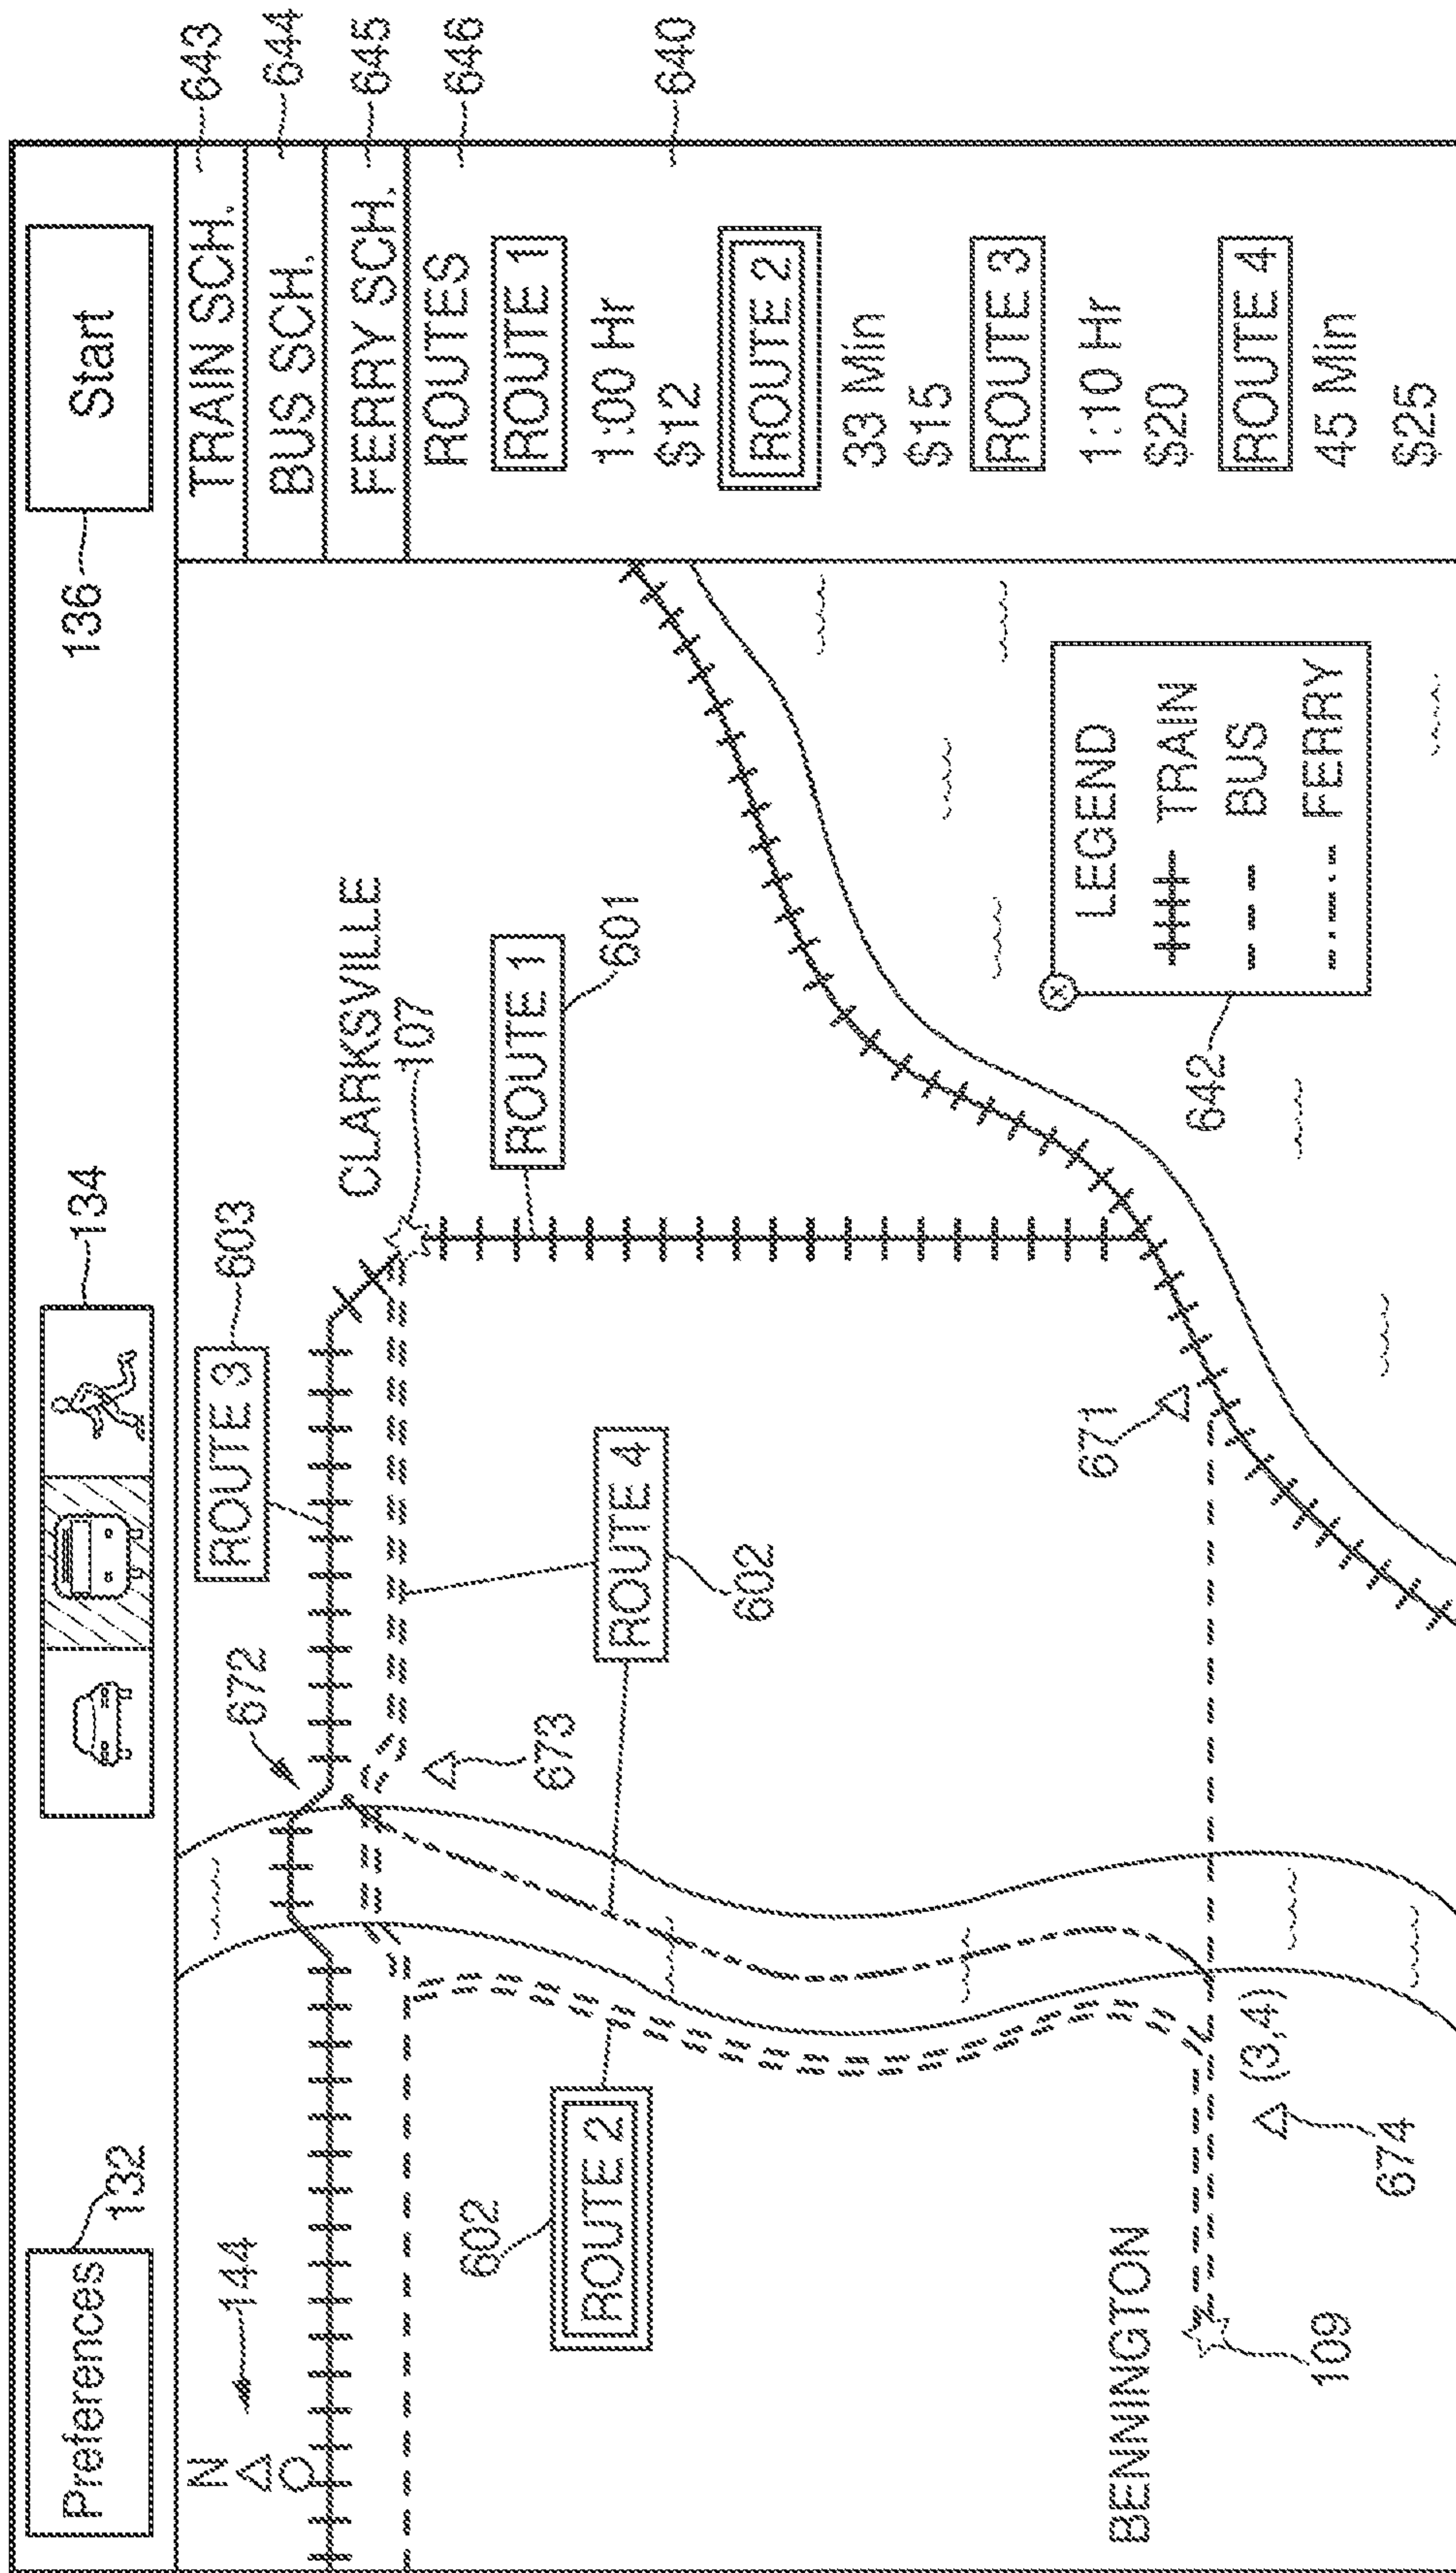 Preferences
132
134
136
Start
N
144
672
ROUTE 3
603
CLARKSVILLE
107
602
ROUTE 2
673
ROUTE 4
602
ROUTE 1
601
BENNINGTON
109
674
(3,4)
671
642
LEGEND
TRAIN
BUS
FERRY
TRAIN SCH.
643
BUS SCH.
644
FERRY SCH.
645
ROUTES
646
ROUTE 1
1:00 Hr
$12
640
ROUTE 2
33 Min
$15
ROUTE 3
1:10 Hr
$20
ROUTE 4
45 Min
$25